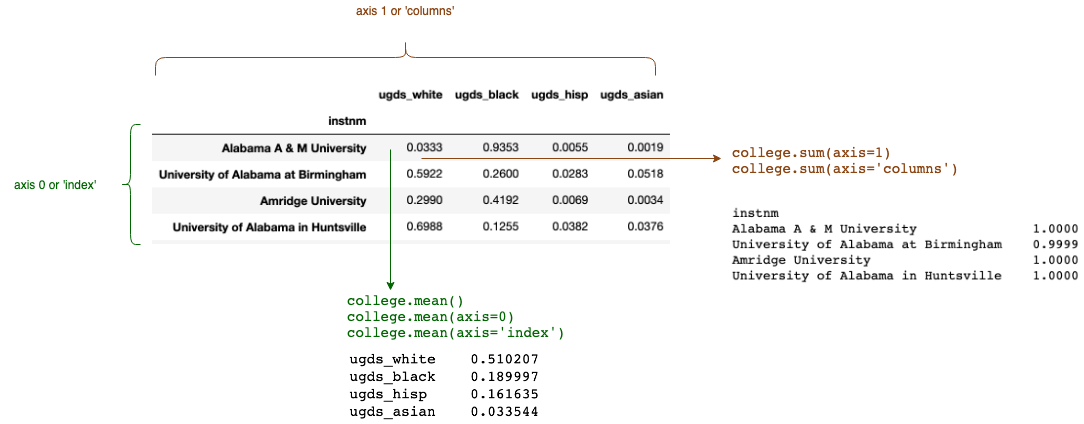 axis 1 or 'columns'
ugds_white ugds_black ugds_hisp ugds_asian
instnm
axis 0 or 'index'
Alabama A & M University 0.0333 0.9353 0.0055 0.0019
University of Alabama at Birmingham 0.5922 0.2600 0.0283 0.0518
Amridge University 0.2990 0.4192 0.0069 0.0034
University of Alabama in Huntsville 0.6988 0.1255 0.0382 0.0376
college.sum(axis=1)
college.sum(axis='columns')
instnm
Alabama A & M University 1.0000
University of Alabama at Birmingham 0.9999
Amridge University 1.0000
University of Alabama in Huntsville 1.0000
college.mean()
college.mean(axis=0)
college.mean(axis='index')
ugds_white 0.510207
ugds_black 0.189997
ugds_hisp 0.161635
ugds_asian 0.033544